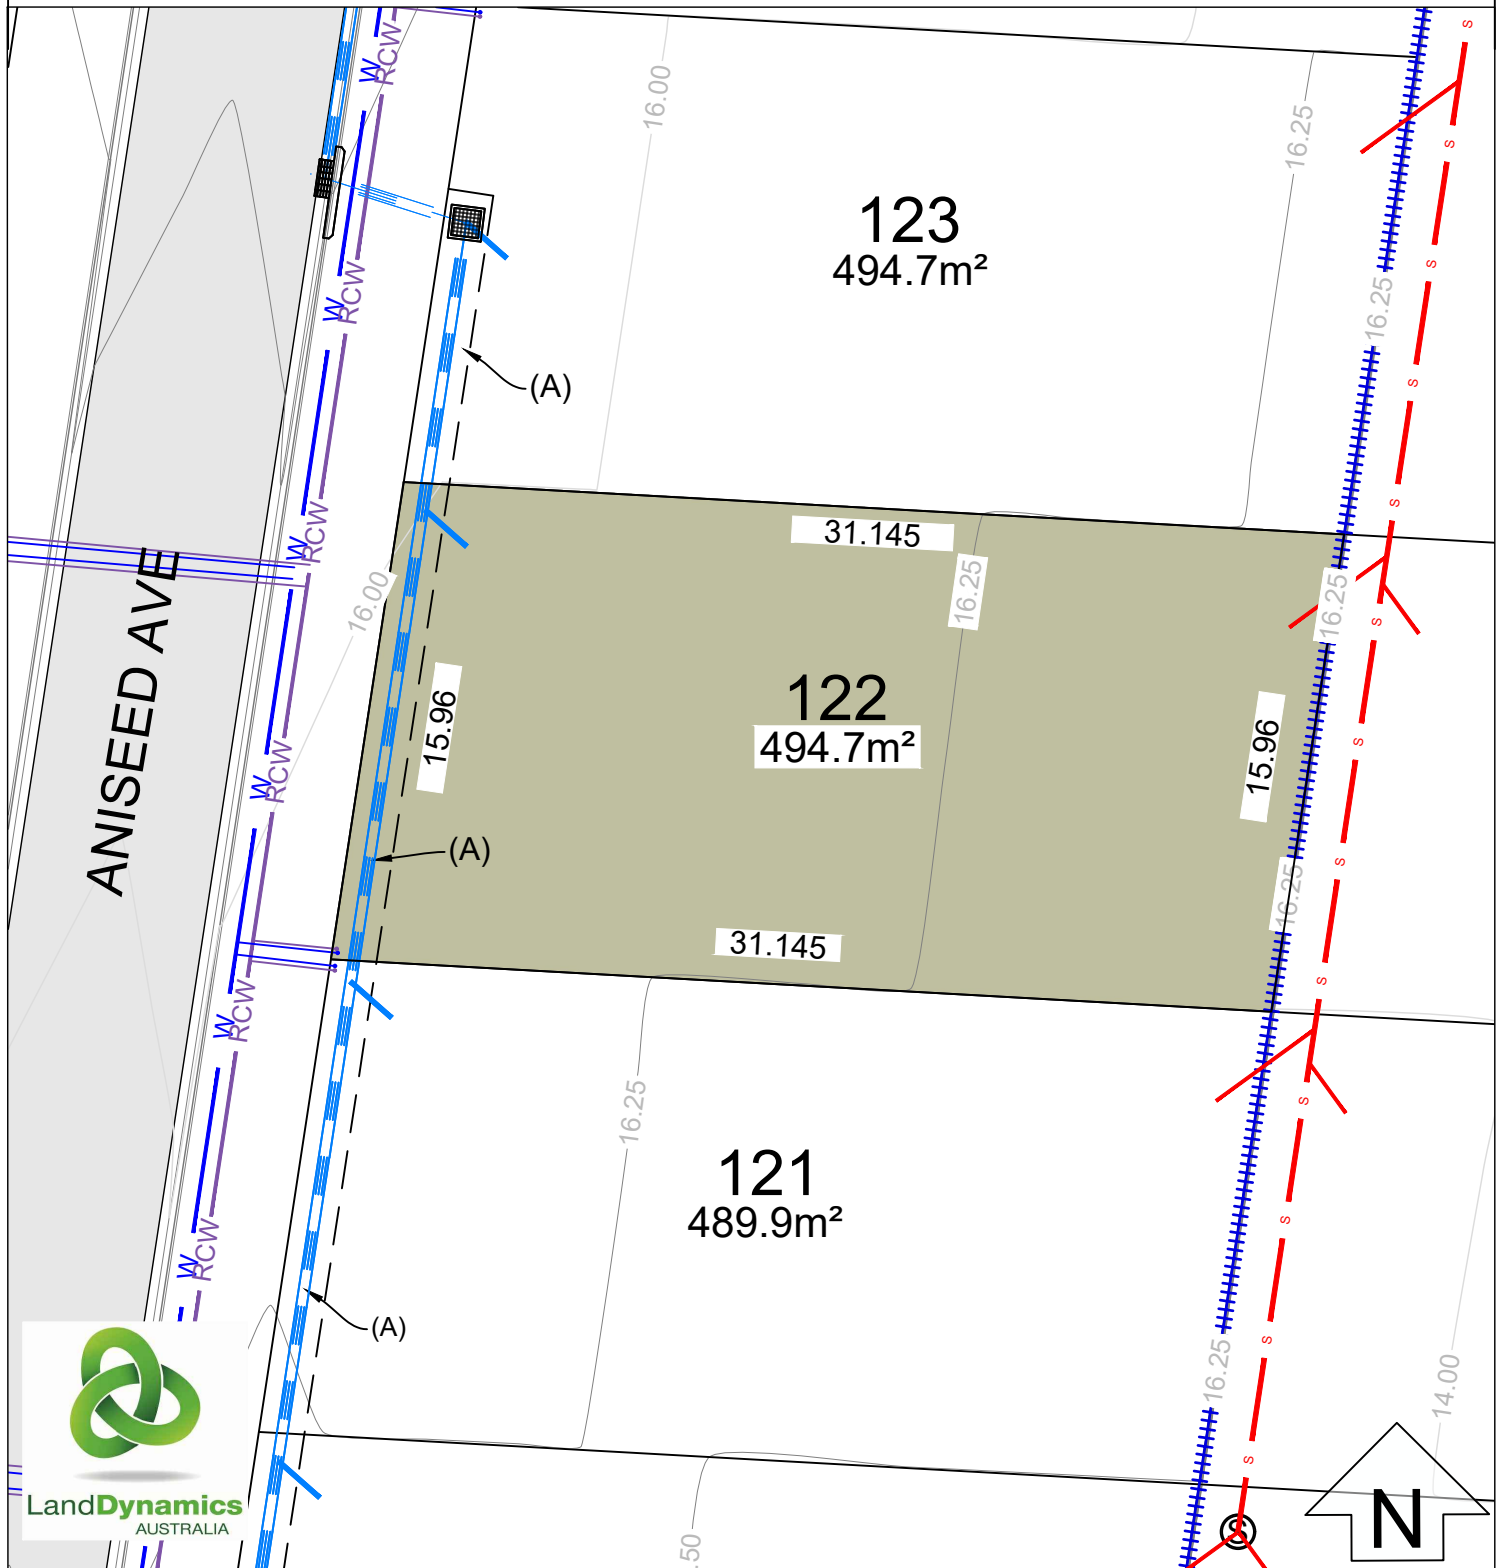 W
RCW
S
16.00
16.25
123
494.7m²
S
W
RCW
S
16.25
(A)
S
W
RCW
S
31.145
16.00
16.25
16.25
S
ANISEED AVE
122
494.7m²
15.96
15.96
S
W
RCW
(A)
S
16.25
31.145
S
W
RCW
16.25
S
121
489.9m²
W
RCW
S
(A)
S
16.25
14.00
S
LandDynamics
AUSTRALIA
S
N
.50